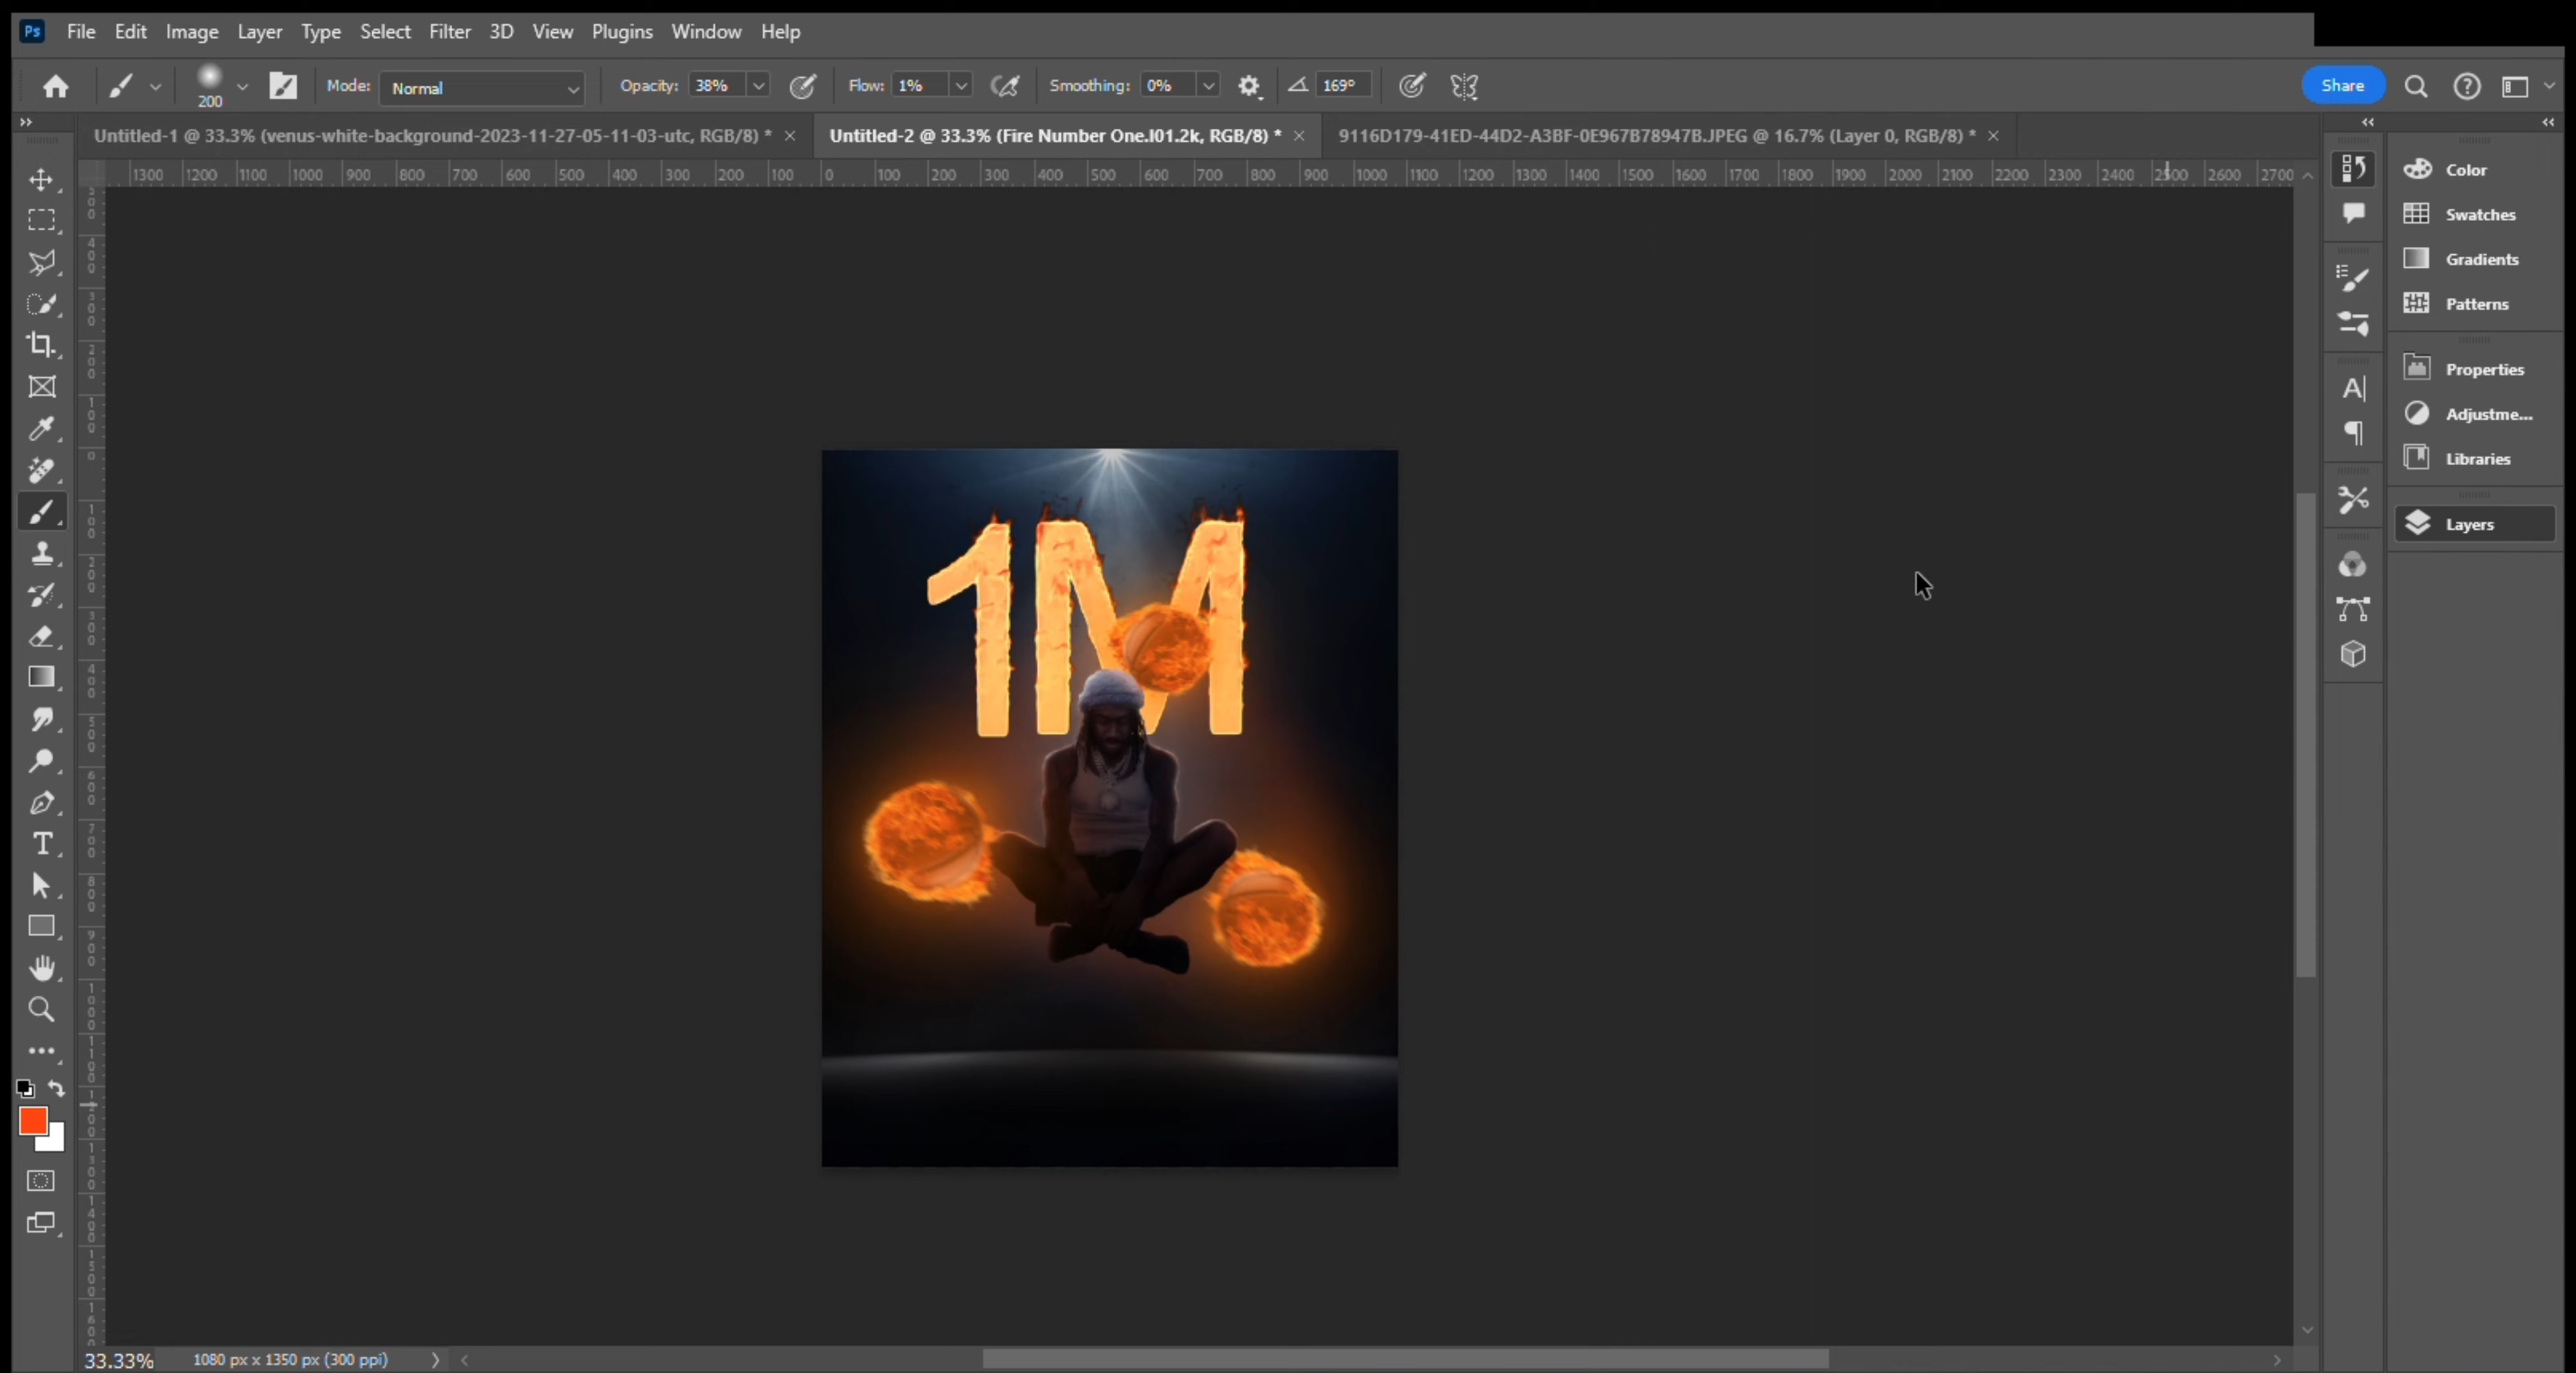 Ps File Edit Image Layer Type Select Filter 3D View Plugins Window Help
200 Mode: Normal Opacity: 38% Flow: 1% Smoothing: 0% 169° Share
Untitled-1 @ 33.3% (venus-white-background-2023-11-27-05-11-03-utc, RGB/8) * Untitled-2 @ 33.3% (Fire Number One.I01.2k, RGB/8) * 9116D179-41ED-44D2-A3BF-0E967B78947B.JPEG @ 16.7% (Layer 0, RGB/8) *
1300 1200 1100 1000 900 800 700 600 500 400 300 200 100 0 100 200 300 400 500 600 700 800 900 1000 1100 1200 1300 1400 1500 1600 1700 1800 1900 2000 2100 2200 2300 2400 2500 2600 2700
Color
Swatches
Gradients
Patterns
Properties
Adjustme...
Libraries
Layers
1M
33.33% 1080 px x 1350 px (300 ppi)